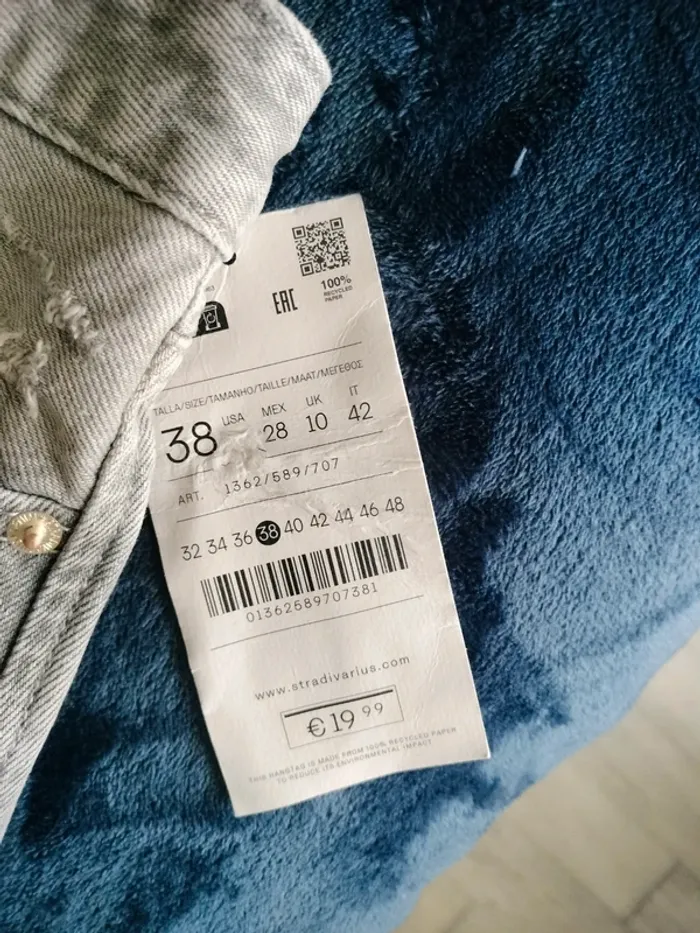 100%
RECYCLED
PAPER
EAC
TALLA/SIZE/TAMANHO/TAILLE/MAAT/ΜΕΓΕΘΟΣ
38 USA MEX 28 UK 10 IT 42
ART. 1362/589/707
32 34 36 38 40 42 44 46 48
01362589707381
www.stradivarius.com
€ 19 99
THIS HANGTAG IS MADE FROM 100% RECYCLED PAPER
TO REDUCE ITS ENVIRONMENTAL IMPACT